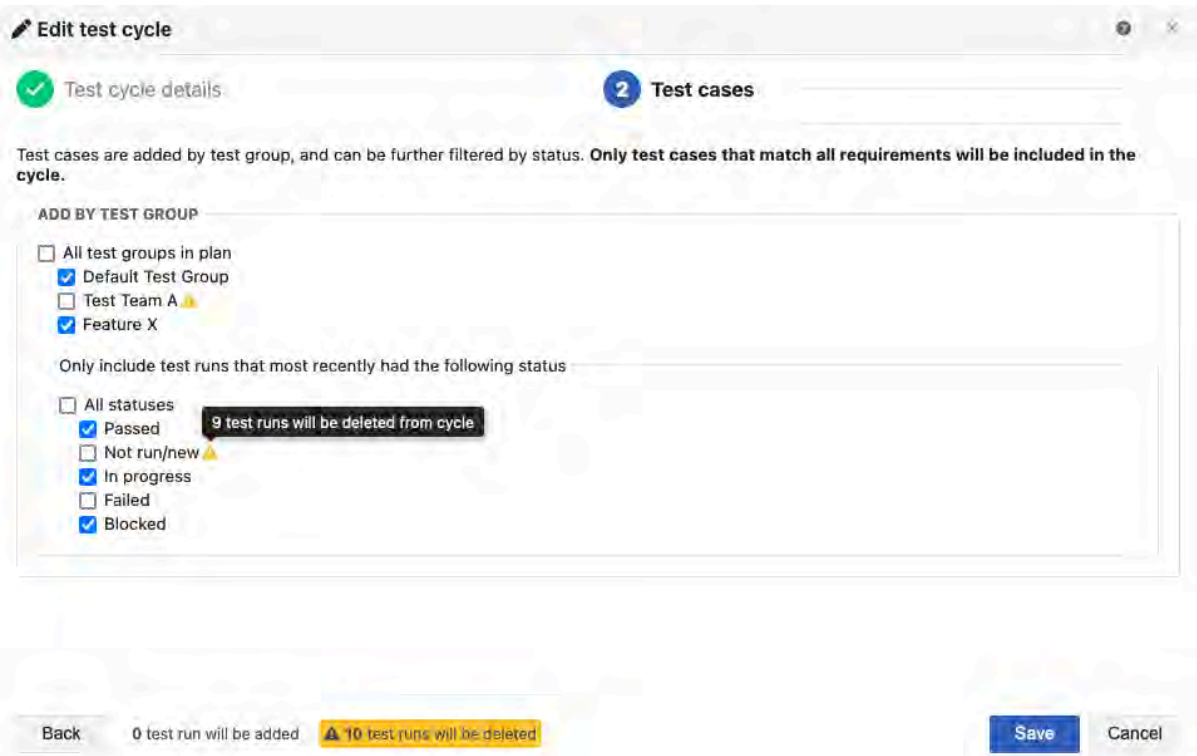 Edit test cycle
Test cycle details
2 Test cases
Test cases are added by test group, and can be further filtered by status. Only test cases that match all requirements will be included in the
cycle.
ADD BY TEST GROUP
All test groups in plan
Default Test Group
Test Team A
Feature X
Only include test runs that most recently had the following status
All statuses
9 test runs will be deleted from cycle
Passed
Not run/new
In progress
Failed
Blocked
Back 0 test run will be added 10 test runs will be deleted Save Cancel